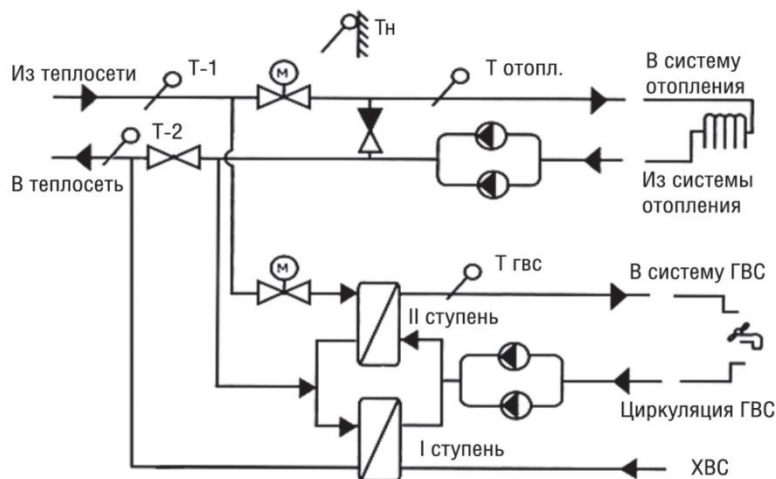 Тн
Из теплосети
Т-1
Т отопл.
В систему
отопления
М
Т-2
В теплосеть
Из системы
отопления
М
Т гвс
В систему ГВС
II ступень
Циркуляция ГВС
I ступень
ХВС